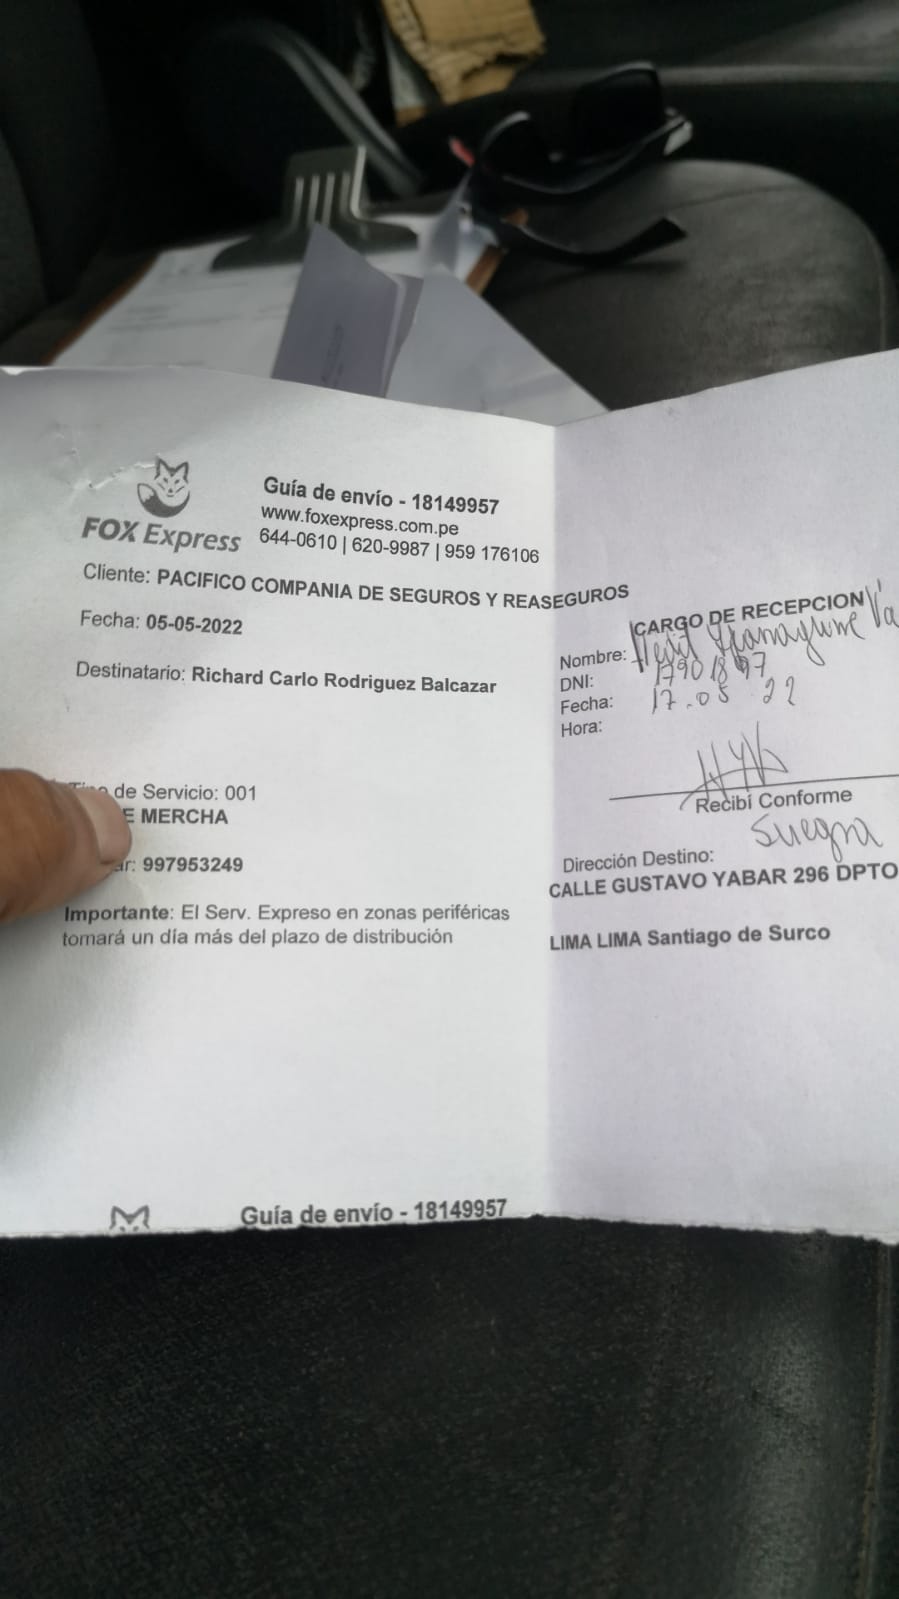 FOX Express
Guía de envío - 18149957
www.foxexpress.com.pe
644-0610 | 620-9987 | 959 176106
Cliente: PACIFICO COMPANIA DE SEGUROS Y REASEGUROS
Fecha: 05-05-2022
Destinatario: Richard Carlo Rodriguez Balcazar
de Servicio: 001
E MERCHA
ar: 997953249
Importante: El Serv. Expreso en zonas periféricas
tomará un día más del plazo de distribución
CARGO DE RECEPCION
Nombre:
DNI:
Fecha: 17.05 22
Hora:
Recibí Conforme
Suegra
Dirección Destino:
CALLE GUSTAVO YABAR 296 DPTO
LIMA LIMA Santiago de Surco
Guía de envío - 18149957